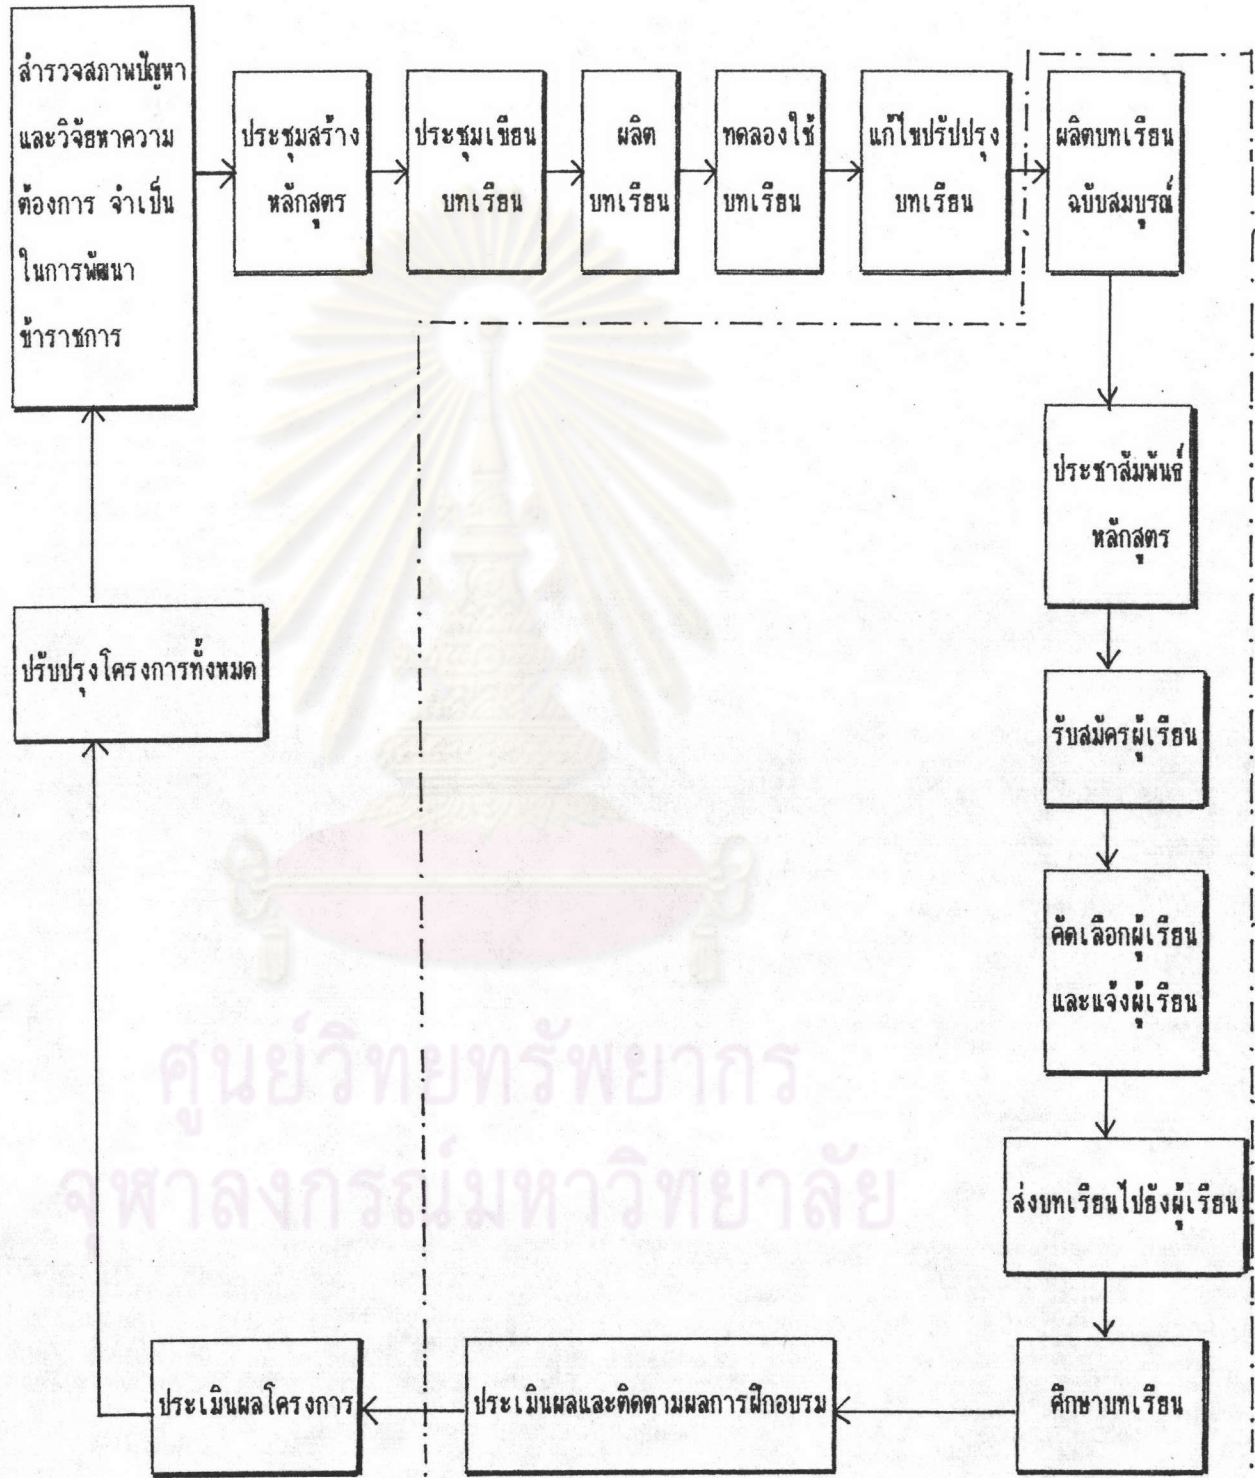 สำรวจสภาพปัญหา
และวิจัยหาความ
ต้องการ จำเป็น
ในการพัฒนา
ข้าราชการ
ประชุมสร้าง
หลักสูตร
ประชุมเขียน
บทเรียน
ผลิต
บทเรียน
ทดลองใช้
บทเรียน
แก้ไขปรับปรุง
บทเรียน
ผลิตบทเรียน
ฉบับสมบูรณ์
ประชาสัมพันธ์
หลักสูตร
รับสมัครผู้เรียน
คัดเลือกผู้เรียน
และแจ้งผู้เรียน
ส่งบทเรียนไปยังผู้เรียน
ศึกษาบทเรียน
ประเมินผลและติดตามผลการฝึกอบรม
ประเมินผลโครงการ
ปรับปรุงโครงการทั้งหมด
ศูนย์วิทยทรัพยากร
จุฬาลงกรณ์มหาวิทยาลัย